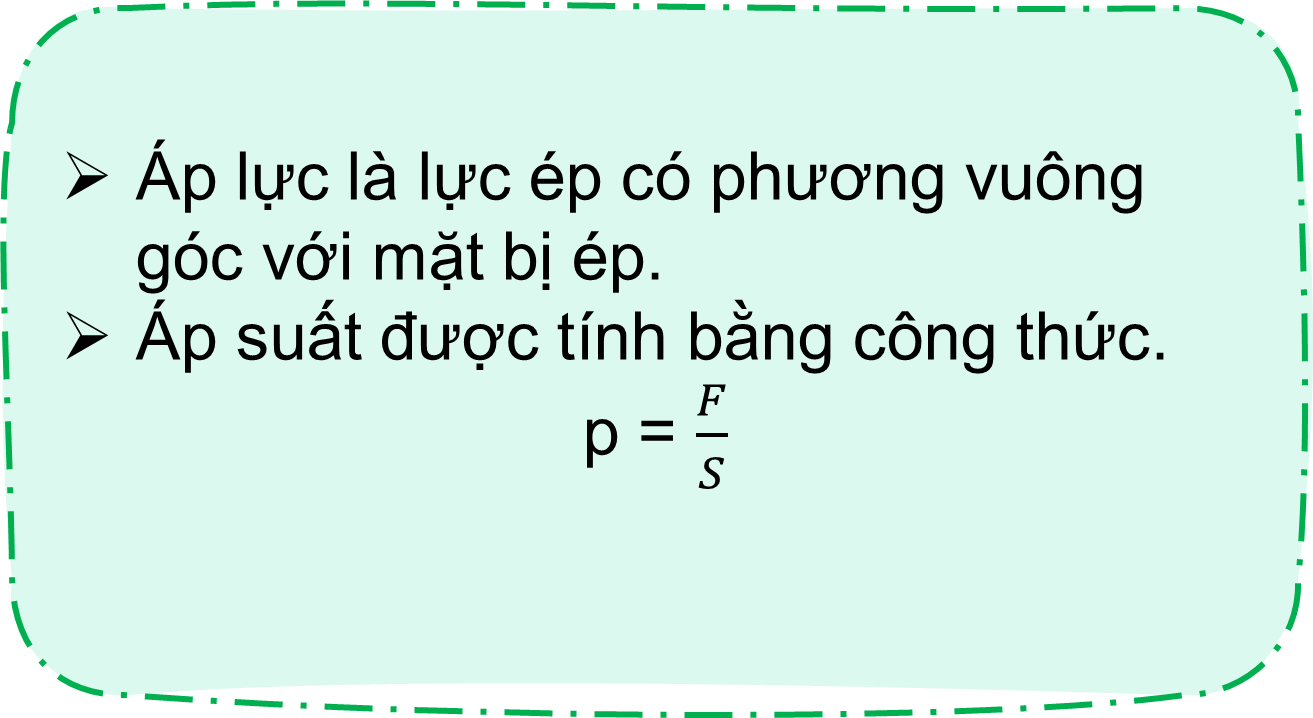 ➢ Áp lực là lực ép có phương vuông
góc với mặt bị ép.
➢ Áp suất được tính bằng công thức.
p = F/S